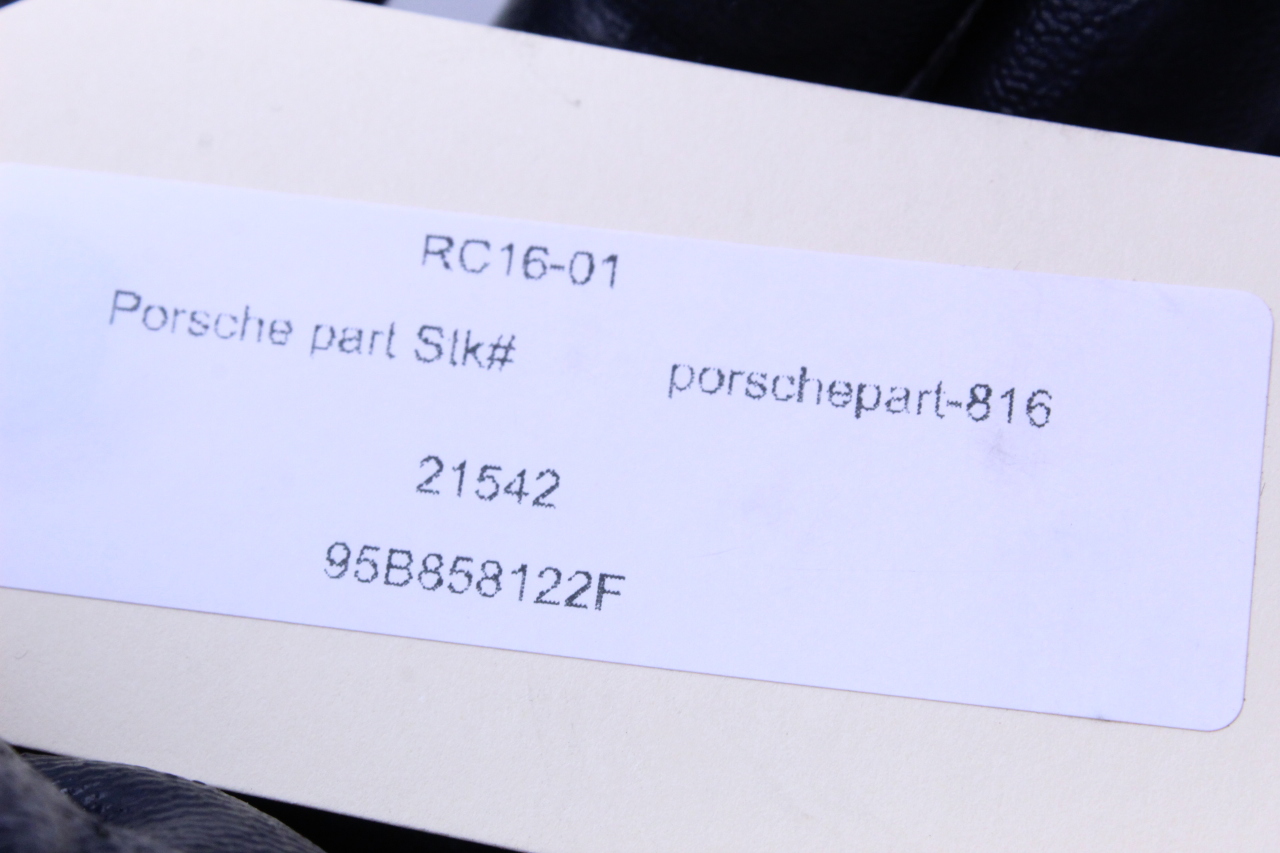 RC16-01
Porsche part Stk# porschepart-816
21542
95B858122F